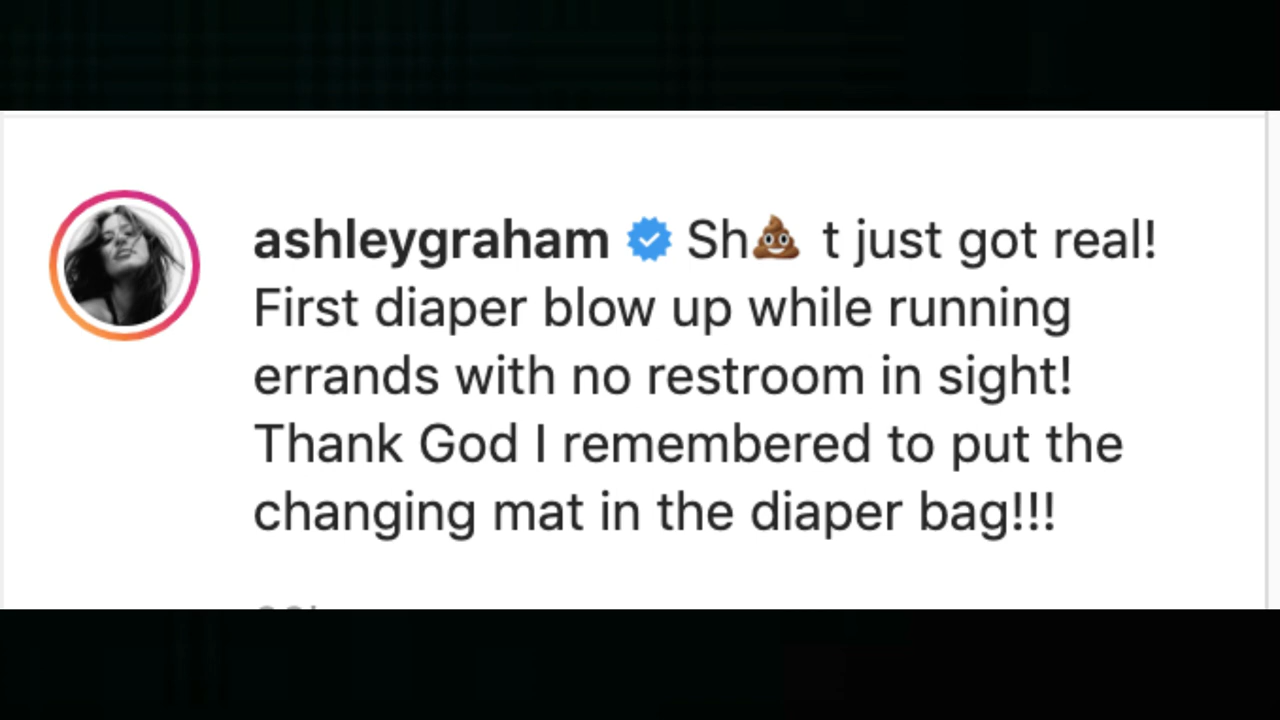 ashleygraham Sh💩 t just got real!
First diaper blow up while running
errands with no restroom in sight!
Thank God I remembered to put the
changing mat in the diaper bag!!!